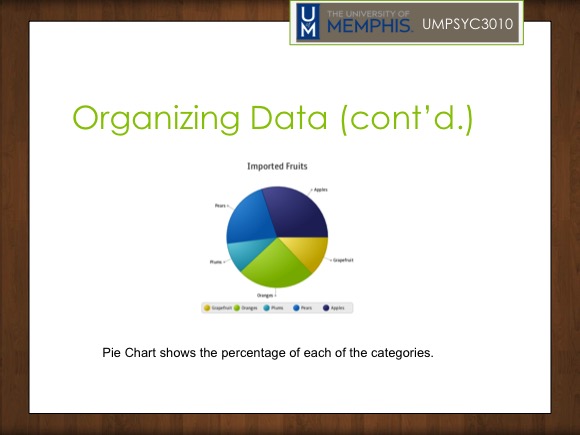 THE UNIVERSITY OF
UM MEMPHIS. UMPSYC3010
Organizing Data (cont’d.)
Imported Fruits
Apples
Pears
Grapefruit
Plums
Oranges
Grapefruit Oranges Plums Pears Apples
Pie Chart shows the percentage of each of the categories.